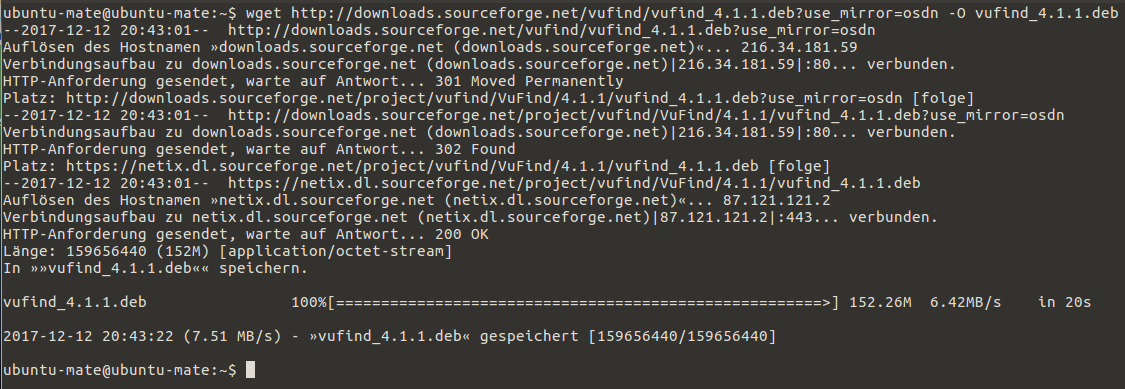 ubuntu-mate@ubuntu-mate:~$ wget http://downloads.sourceforge.net/vufind/vufind_4.1.1.deb?use_mirror=osdn -O vufind_4.1.1.deb
--2017-12-12 20:43:01--  http://downloads.sourceforge.net/vufind/vufind_4.1.1.deb?use_mirror=osdn
Auflösen des Hostnamen »downloads.sourceforge.net (downloads.sourceforge.net)«... 216.34.181.59
Verbindungsaufbau zu downloads.sourceforge.net (downloads.sourceforge.net)|216.34.181.59|:80... verbunden.
HTTP-Anforderung gesendet, warte auf Antwort... 301 Moved Permanently
Platz: http://downloads.sourceforge.net/project/vufind/VuFind/4.1.1/vufind_4.1.1.deb?use_mirror=osdn [folge]
--2017-12-12 20:43:01--  http://downloads.sourceforge.net/project/vufind/VuFind/4.1.1/vufind_4.1.1.deb?use_mirror=osdn
Verbindungsaufbau zu downloads.sourceforge.net (downloads.sourceforge.net)|216.34.181.59|:80... verbunden.
HTTP-Anforderung gesendet, warte auf Antwort... 302 Found
Platz: https://netix.dl.sourceforge.net/project/vufind/VuFind/4.1.1/vufind_4.1.1.deb [folge]
--2017-12-12 20:43:01--  https://netix.dl.sourceforge.net/project/vufind/VuFind/4.1.1/vufind_4.1.1.deb
Auflösen des Hostnamen »netix.dl.sourceforge.net (netix.dl.sourceforge.net)«... 87.121.121.2
Verbindungsaufbau zu netix.dl.sourceforge.net (netix.dl.sourceforge.net)|87.121.121.2|:443... verbunden.
HTTP-Anforderung gesendet, warte auf Antwort... 200 OK
Länge: 159656440 (152M) [application/octet-stream]
In »»vufind_4.1.1.deb«« speichern.
vufind_4.1.1.deb                100%[======================================================>] 152.26M  6.42MB/s    in 20s
2017-12-12 20:43:22 (7.51 MB/s) - »vufind_4.1.1.deb« gespeichert [159656440/159656440]
ubuntu-mate@ubuntu-mate:~$